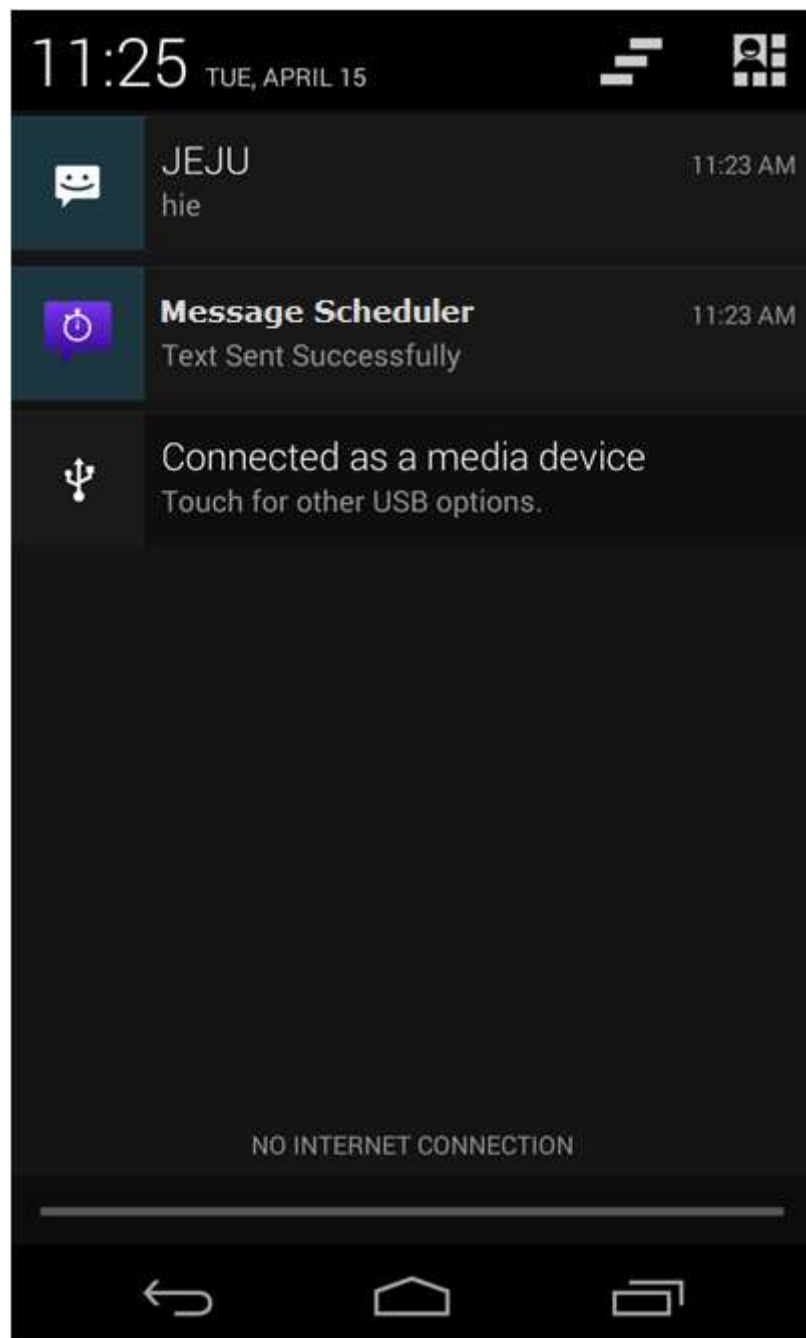 11:25 TUE, APRIL 15
JEJU 11:23 AM
hie
Message Scheduler 11:23 AM
Text Sent Successfully
Connected as a media device
Touch for other USB options.
NO INTERNET CONNECTION